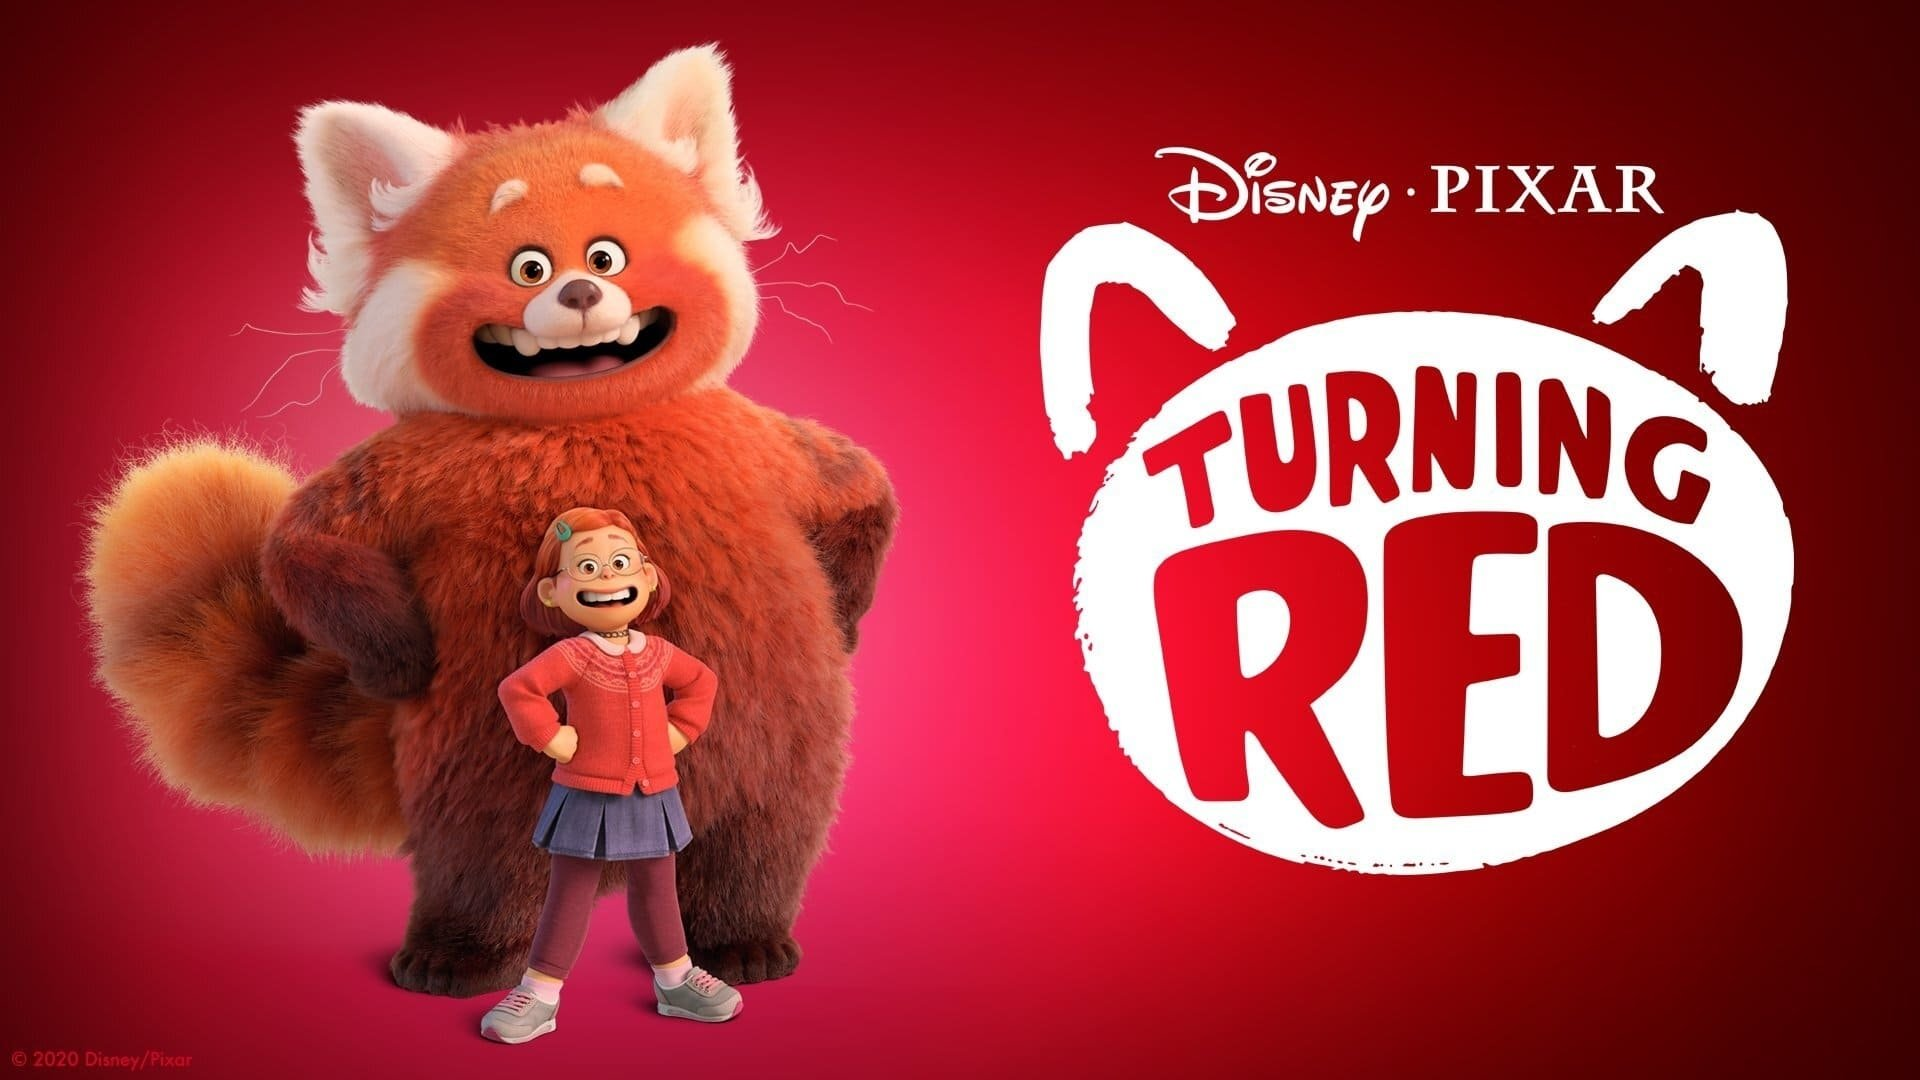 Disney · PIXAR
TURNING
RED
© 2020 Disney/Pixar